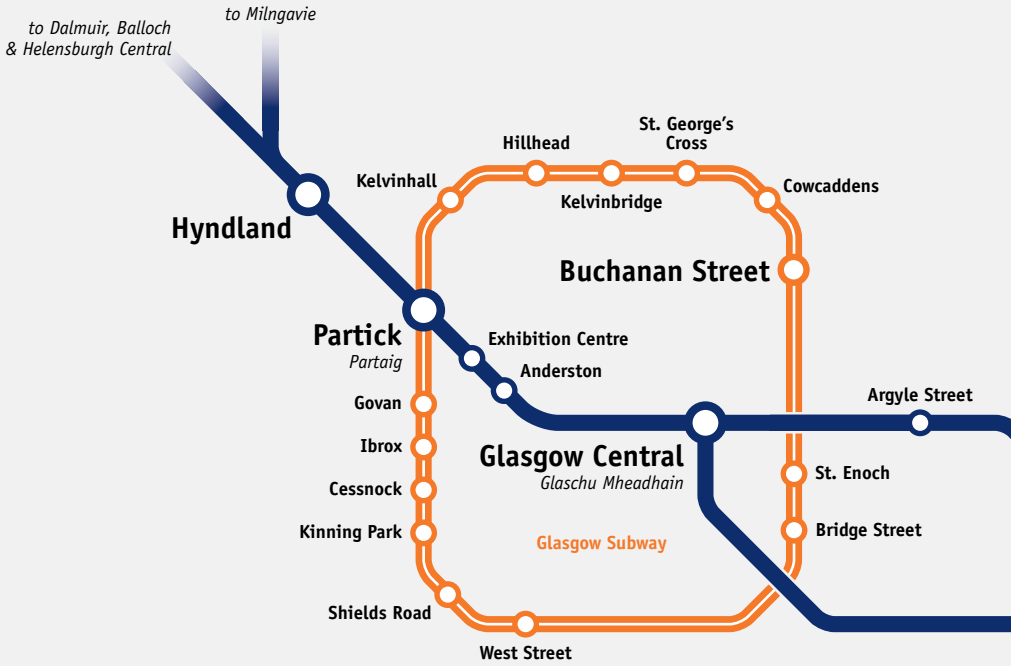 to Milngavie
to Dalmuir, Balloch
& Helensburgh Central
St. George's
Cross
Hillhead
Kelvinhall
Cowcaddens
Kelvinbridge
Hyndland
Buchanan Street
Partick
Partaig
Exhibition Centre
Anderston
Argyle Street
Govan
Ibrox
Glasgow Central
Glaschu Mheadhain
St. Enoch
Cessnock
Kinning Park
Bridge Street
Glasgow Subway
Shields Road
West Street